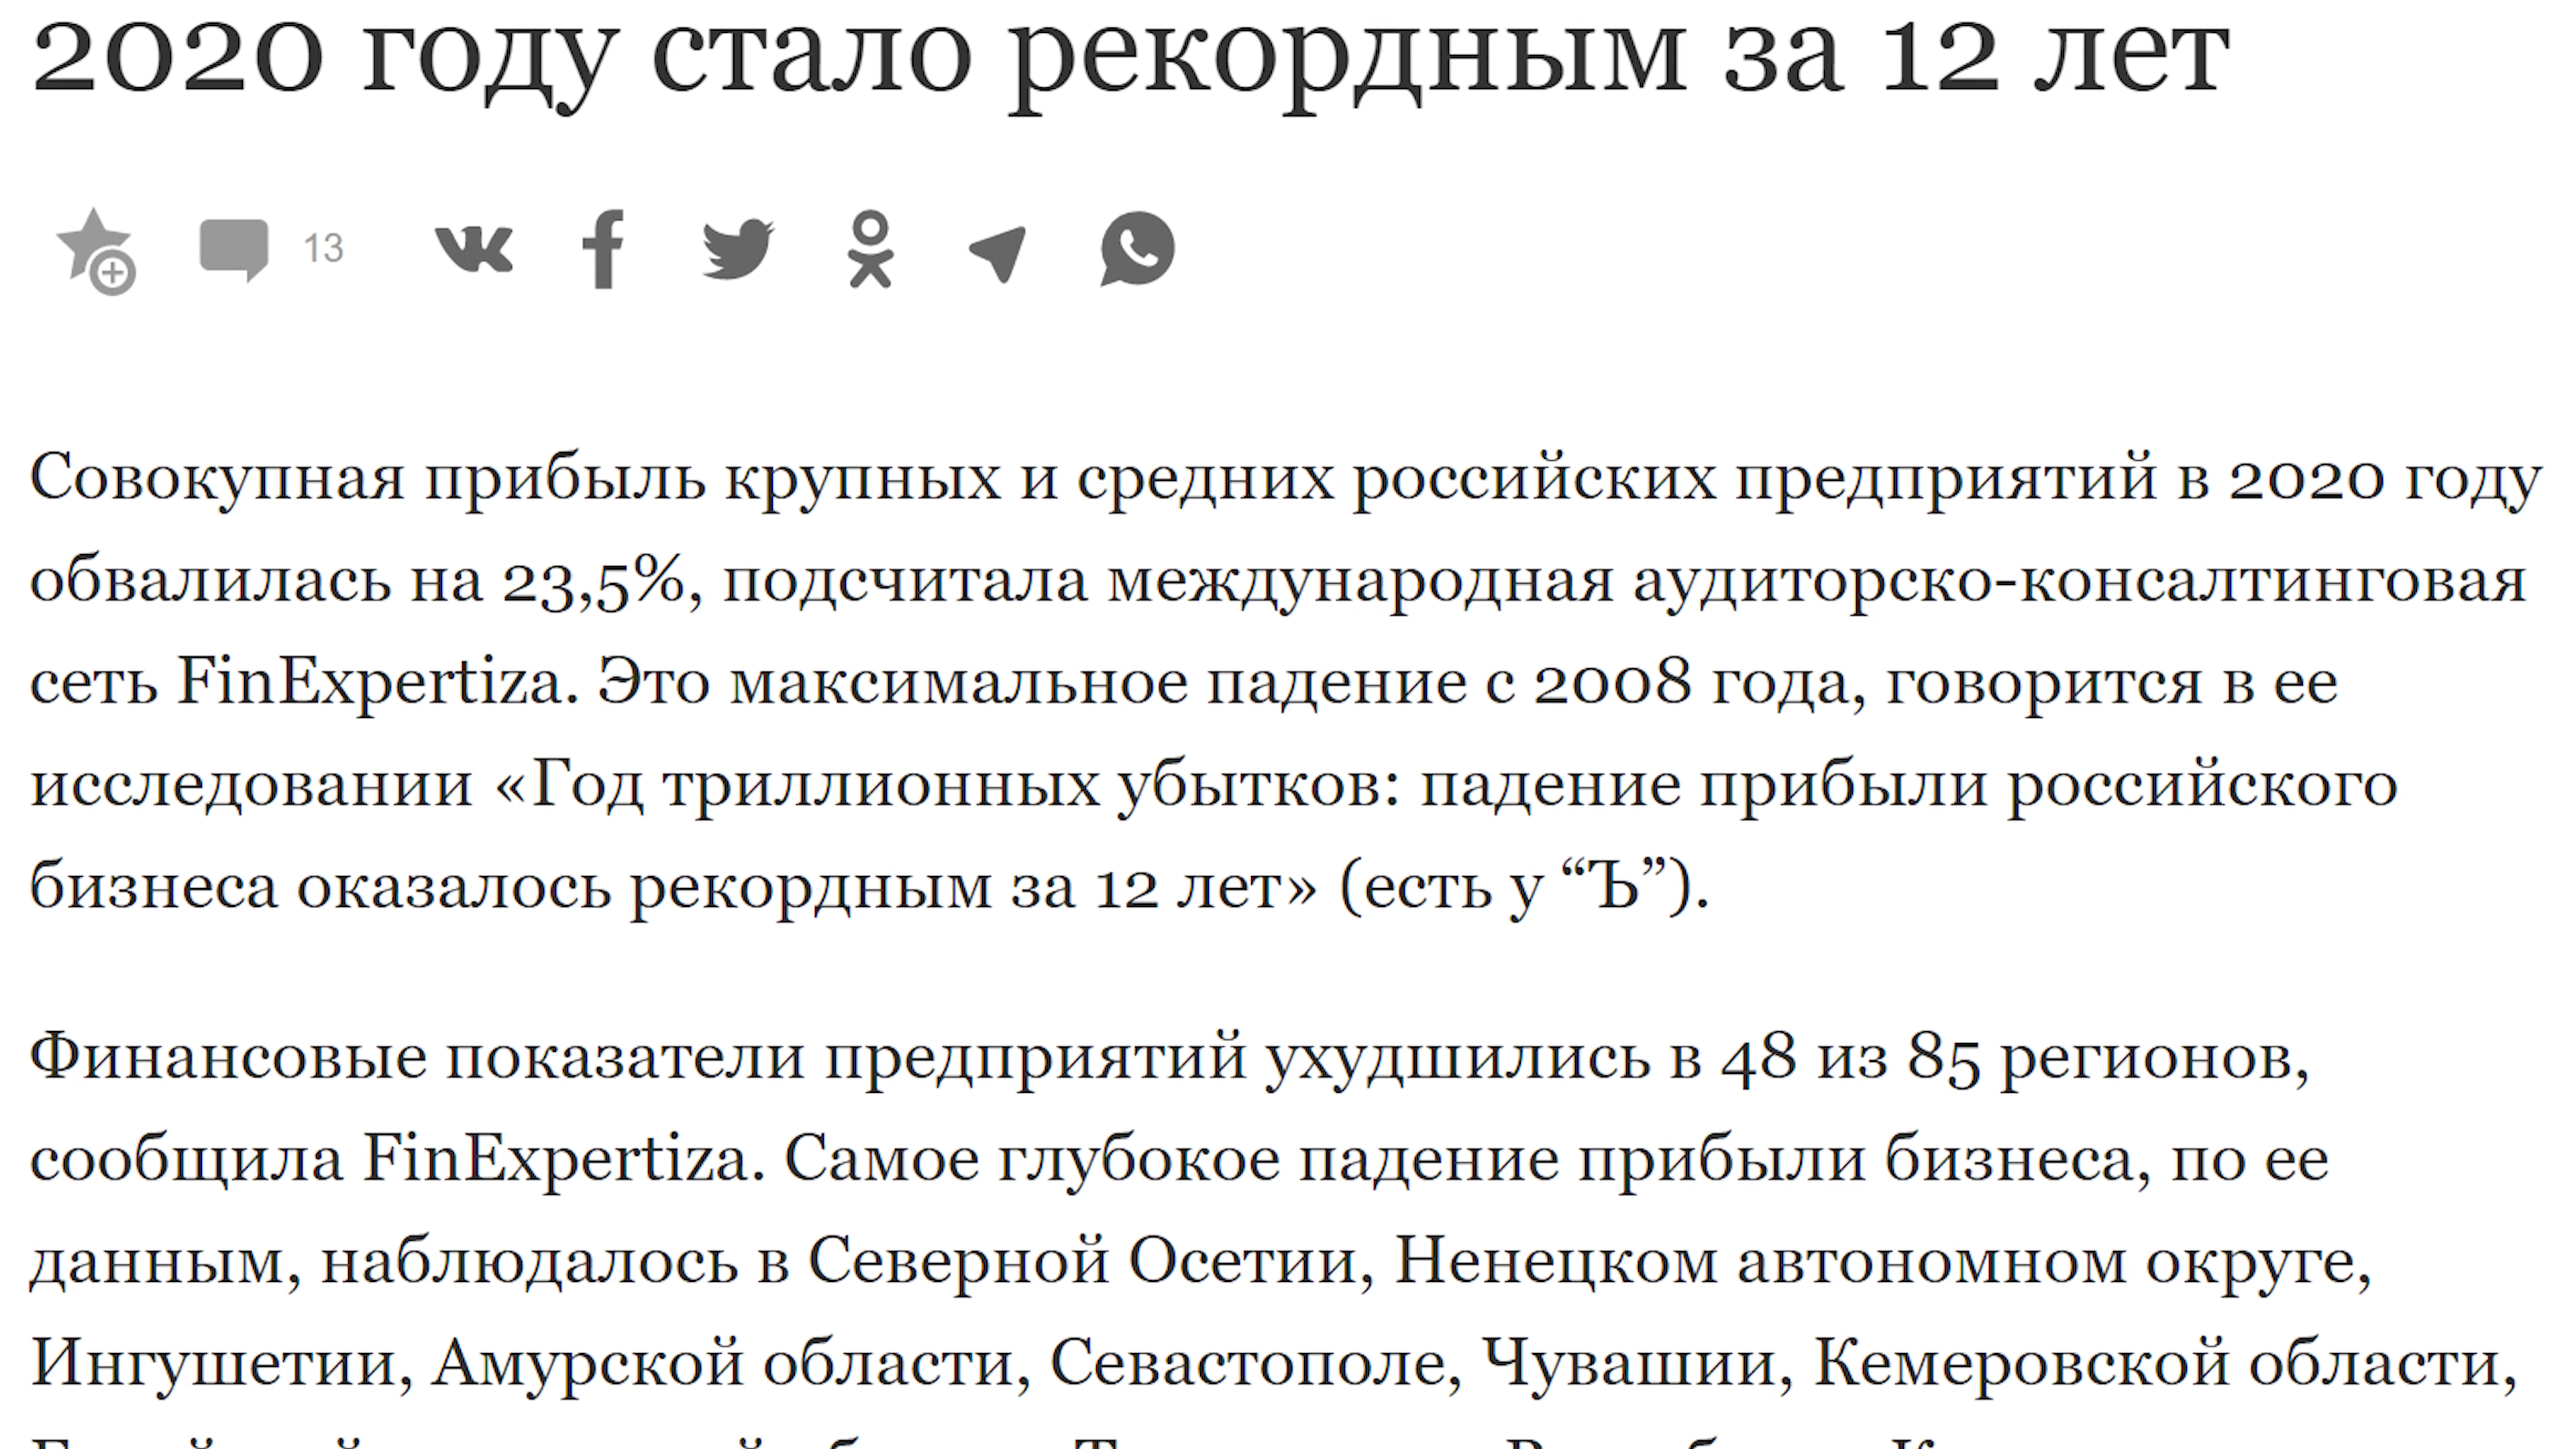 2020 году стало рекордным за 12 лет
13
Совокупная прибыль крупных и средних российских предприятий в 2020 году
обвалилась на 23,5%, подсчитала международная аудиторско-консалтинговая
сеть FinExpertiza. Это максимальное падение с 2008 года, говорится в ее
исследовании «Год триллионных убытков: падение прибыли российского
бизнеса оказалось рекордным за 12 лет» (есть у “Ъ”).
Финансовые показатели предприятий ухудшились в 48 из 85 регионов,
сообщила FinExpertiza. Самое глубокое падение прибыли бизнеса, по ее
данным, наблюдалось в Северной Осетии, Ненецком автономном округе,
Ингушетии, Амурской области, Севастополе, Чувашии, Кемеровской области,